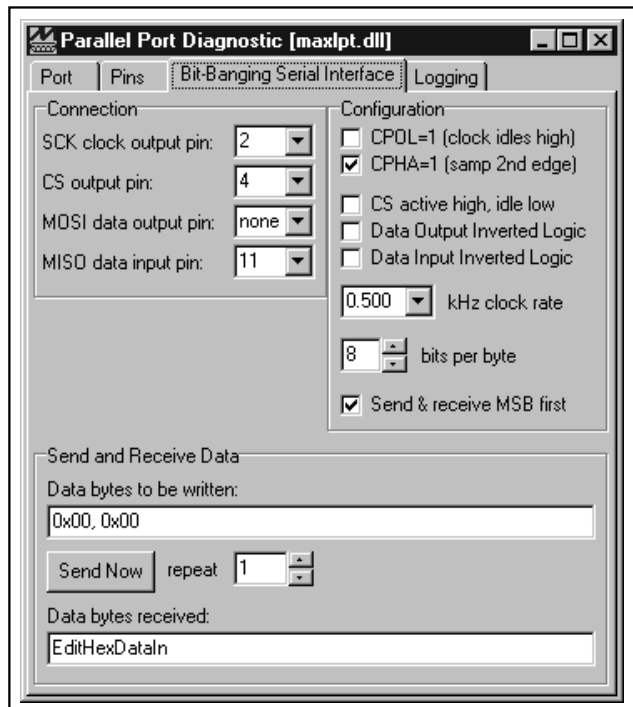 Parallel Port Diagnostic [maxlpt.dll]
Port Pins Bit-Banging Serial Interface Logging
Connection
SCK clock output pin: 2
CS output pin: 4
MOSI data output pin: none
MISO data input pin: 11
Configuration
CPOL=1 (clock idles high)
CPHA=1 (samp 2nd edge)
CS active high, idle low
Data Output Inverted Logic
Data Input Inverted Logic
0.500 kHz clock rate
8 bits per byte
Send & receive MSB first
Send and Receive Data
Data bytes to be written:
0x00, 0x00
Send Now repeat 1
Data bytes received:
EditHexDataIn